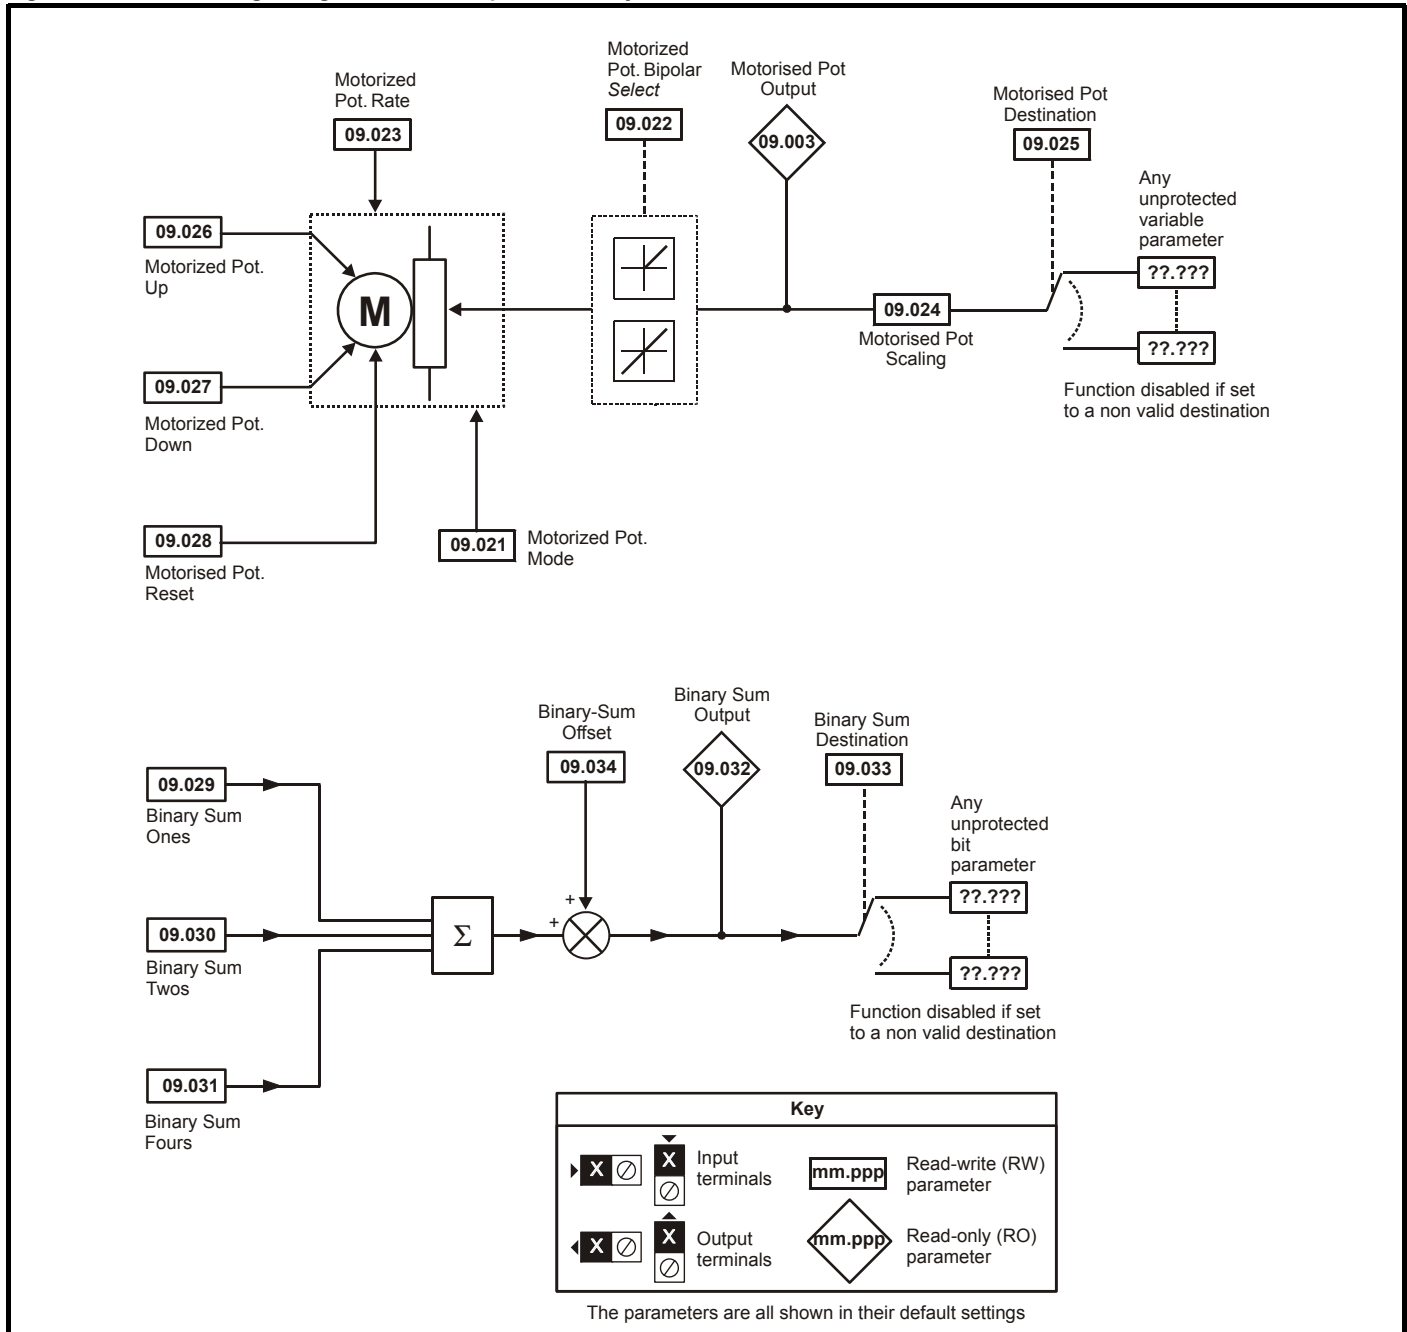 Motorized
Pot. Rate
09.023
Motorized
Pot. Bipolar
Select
09.022
Motorised Pot
Output
09.003
Motorised Pot
Destination
09.025
Any
unprotected
variable
parameter
??.???
??.???
Function disabled if set
to a non valid destination
09.026
Motorized Pot.
Up
M
09.024
Motorised Pot
Scaling
09.027
Motorized Pot.
Down
09.028
Motorised Pot.
Reset
09.021
Motorized Pot.
Mode
Binary-Sum
Offset
09.034
Binary Sum
Output
09.032
Binary Sum
Destination
09.033
Any
unprotected
bit
parameter
??.???
??.???
Function disabled if set
to a non valid destination
09.029
Binary Sum
Ones
09.030
Binary Sum
Twos
Σ
+
+
09.031
Binary Sum
Fours
Key
X
X
Input
terminals
mm.ppp
Read-write (RW)
parameter
X
X
Output
terminals
mm.ppp
Read-only (RO)
parameter
The parameters are all shown in their default settings